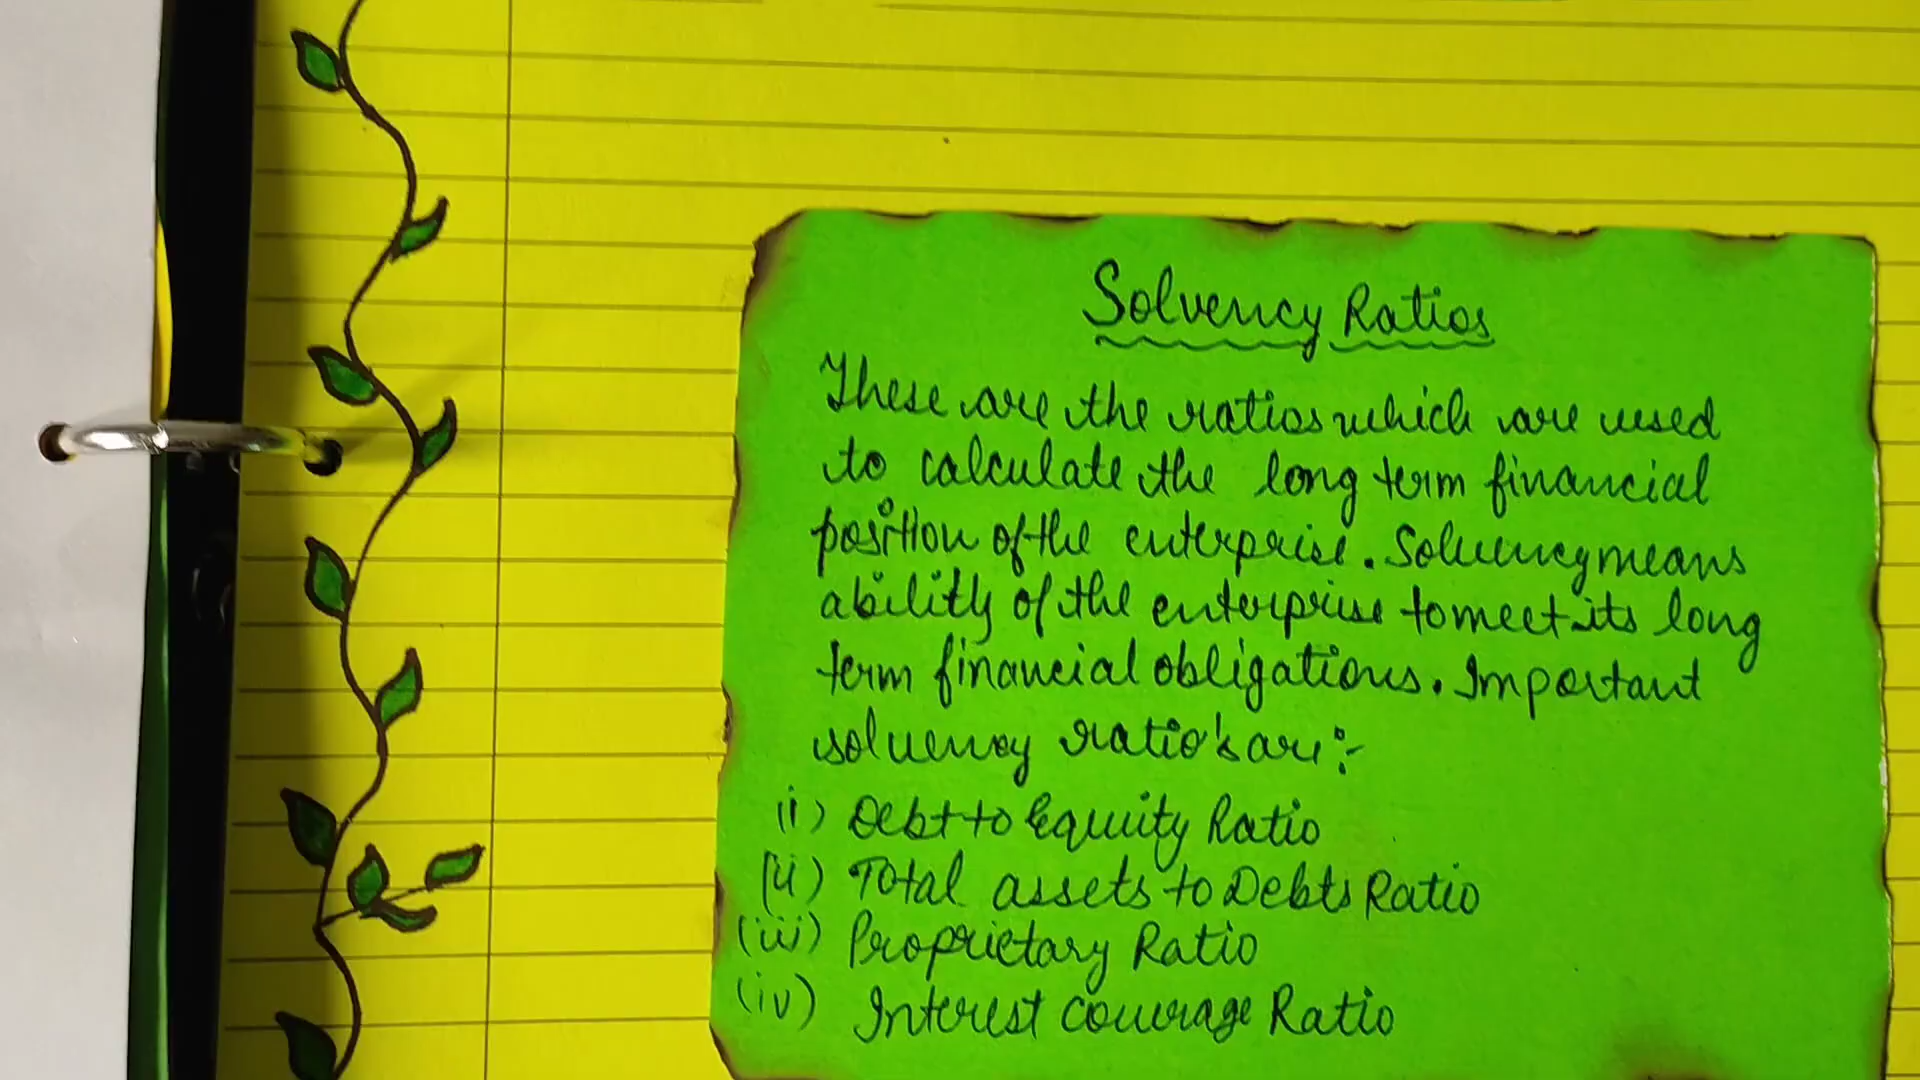 Solvency Ratios
These are the ratios which are used
to calculate the long term financial
position of the enterprise. Solvency means
ability of the enterprise to meet its long
term financial obligations. Important
solvency ratio's are:-
(i) Debt to Equity Ratio
(ii) Total assets to Debts Ratio
(iii) Proprietary Ratio
(iv) Interest coverage Ratio